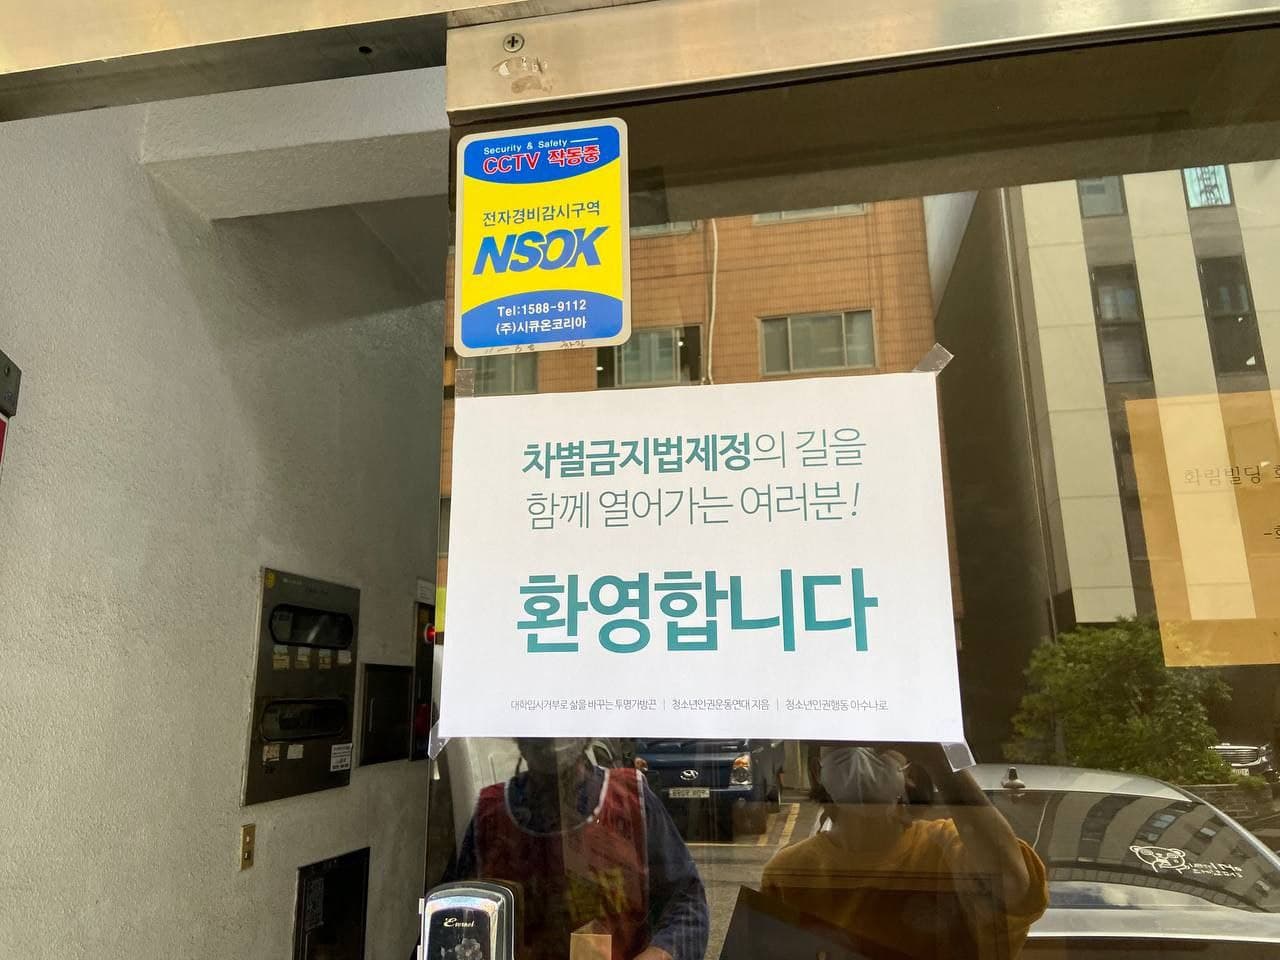 Security & Safety
CCTV 작동중
전자경비감시구역
NSOK
Tel:1588-9112
(주)시큐온코리아
차별금지법제정의 길을
함께 열어가는 여러분!
환영합니다
대학입시거부로 삶을 바꾸는 투명가방끈 | 청소년인권운동연대 지음 | 청소년인권행동 아수나로
화림빌딩